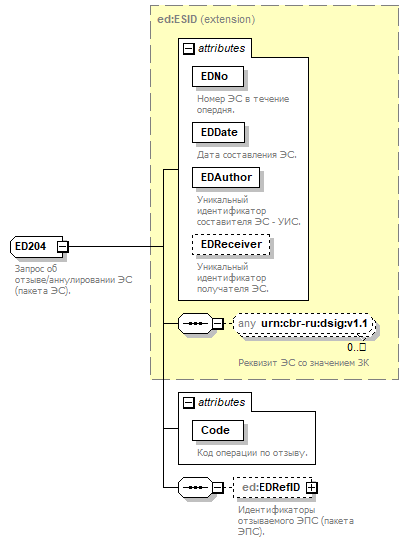 ed:ESID (extension)
attributes
EDNo
Номер ЭС в течение
опердня.
EDDate
Дата составления ЭС.
EDAuthor
Уникальный
идентификатор
составителя ЭС - УИС.
EDReceiver
Уникальный
идентификатор
получателя ЭС.
ED204
Запрос об
отзыве/аннулировании ЭС
(пакета ЭС).
any urn:cbr-ru:dsig:v1.1
0..□
Реквизит ЭС со значением ЗК
attributes
Code
Код операции по отзыву.
ed:EDRefID
Идентификаторы
отзываемого ЭПС (пакета
ЭПС).